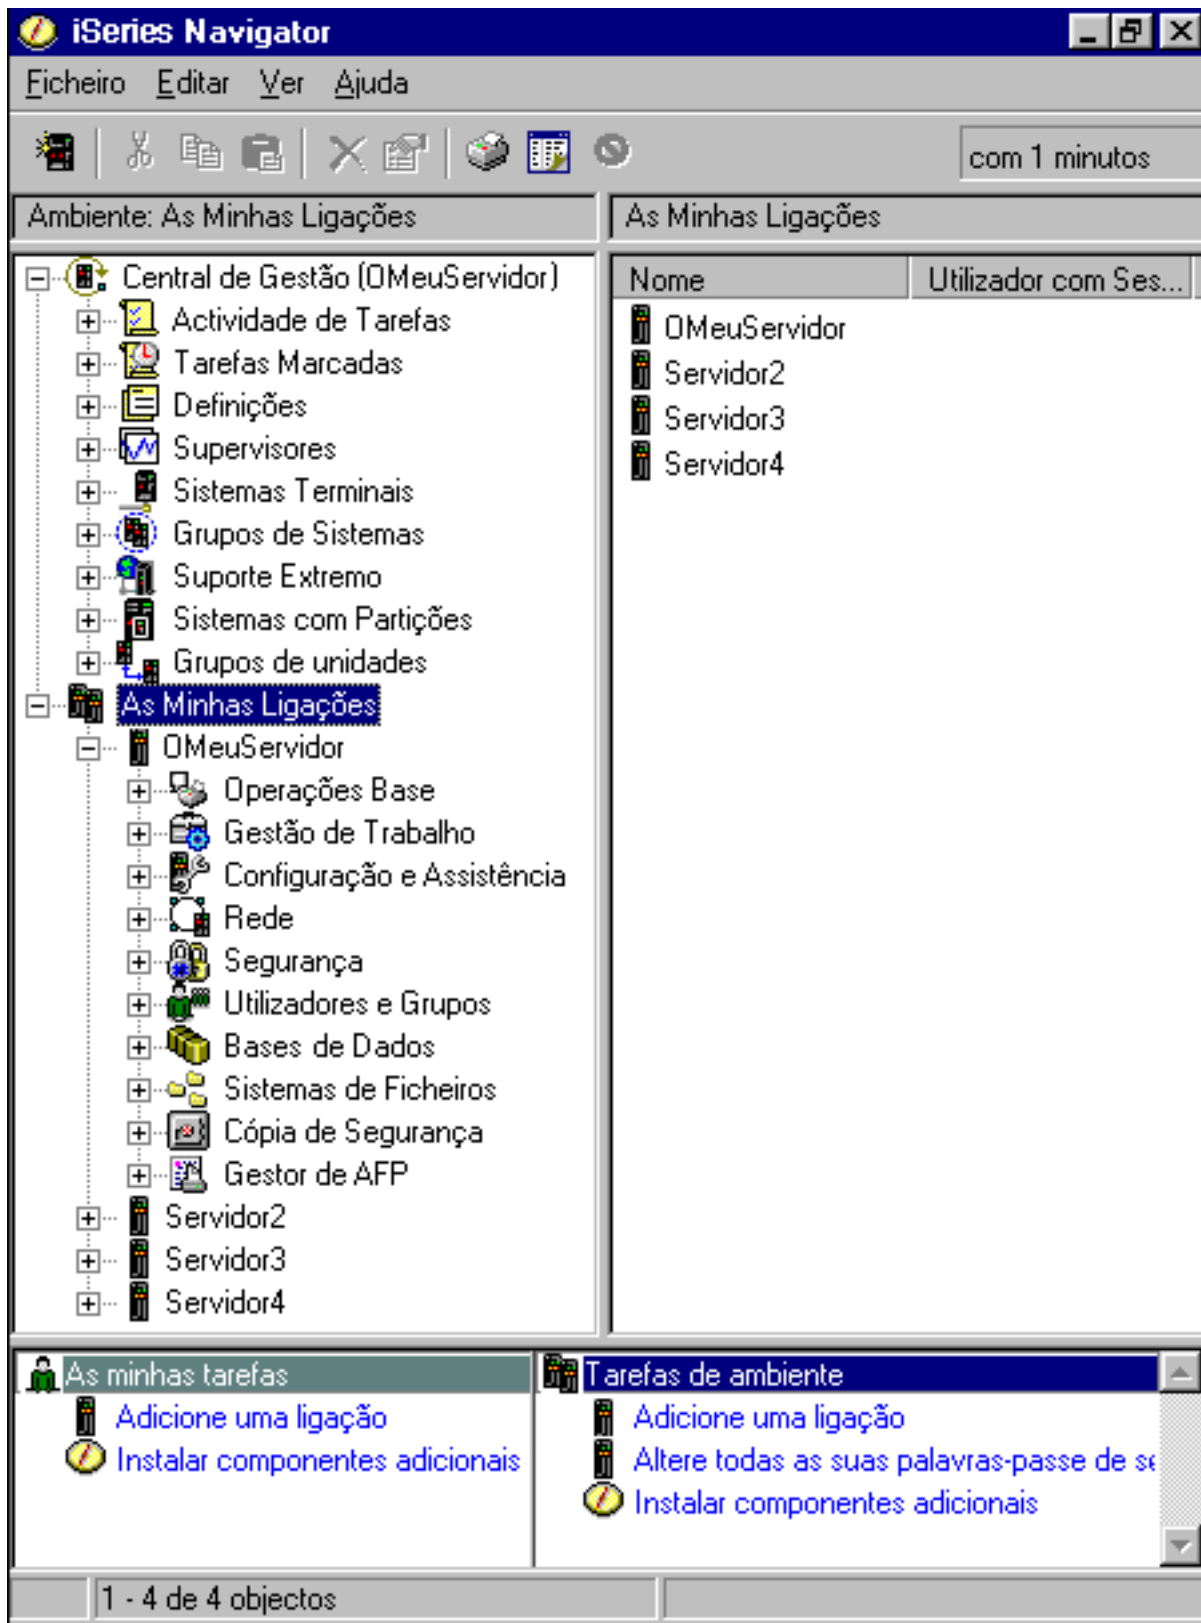 iSeries Navigator
Ficheiro Editar Ver Ajuda
com 1 minutos
Ambiente: As Minhas Ligações
As Minhas Ligações
Central de Gestão (OMeuServidor)
Actividade de Tarefas
Tarefas Marcadas
Definições
Supervisores
Sistemas Terminais
Grupos de Sistemas
Suporte Extremo
Sistemas com Partições
Grupos de unidades
As Minhas Ligações
OMeuServidor
Operações Base
Gestão de Trabalho
Configuração e Assistência
Rede
Segurança
Utilizadores e Grupos
Bases de Dados
Sistemas de Ficheiros
Cópia de Segurança
Gestor de AFP
Servidor2
Servidor3
Servidor4
Nome Utilizador com Ses...
OMeuServidor
Servidor2
Servidor3
Servidor4
As minhas tarefas
Adicione uma ligação
Instalar componentes adicionais
Tarefas de ambiente
Adicione uma ligação
Altere todas as suas palavras-passe de
Instalar componentes adicionais
1 - 4 de 4 objectos